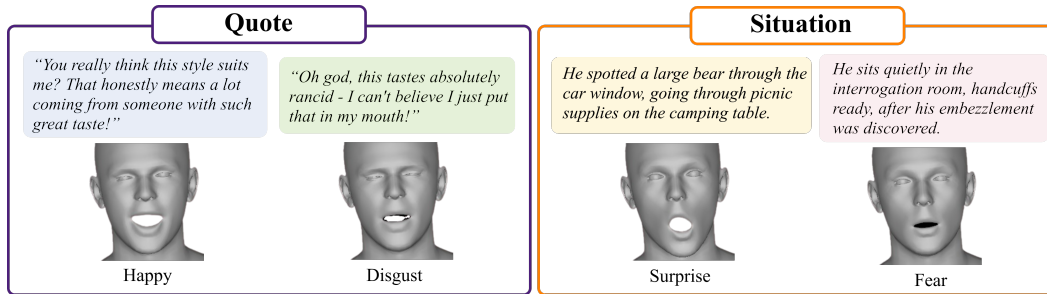 Quote
“You really think this style suits
me? That honestly means a lot
coming from someone with such
great taste!”
“Oh god, this tastes absolutely
rancid - I can't believe I just put
that in my mouth!”
Happy
Disgust
Situation
He spotted a large bear through the
car window, going through picnic
supplies on the camping table.
He sits quietly in the
interrogation room, handcuffs
ready, after his embezzlement
was discovered.
Surprise
Fear